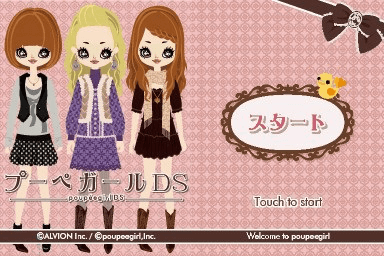 プーペガールDS
poupeegirl DS
スタート
Touch to start
©ALVION Inc. / ©poupeegirl,Inc.
Welcome to poupeegirl